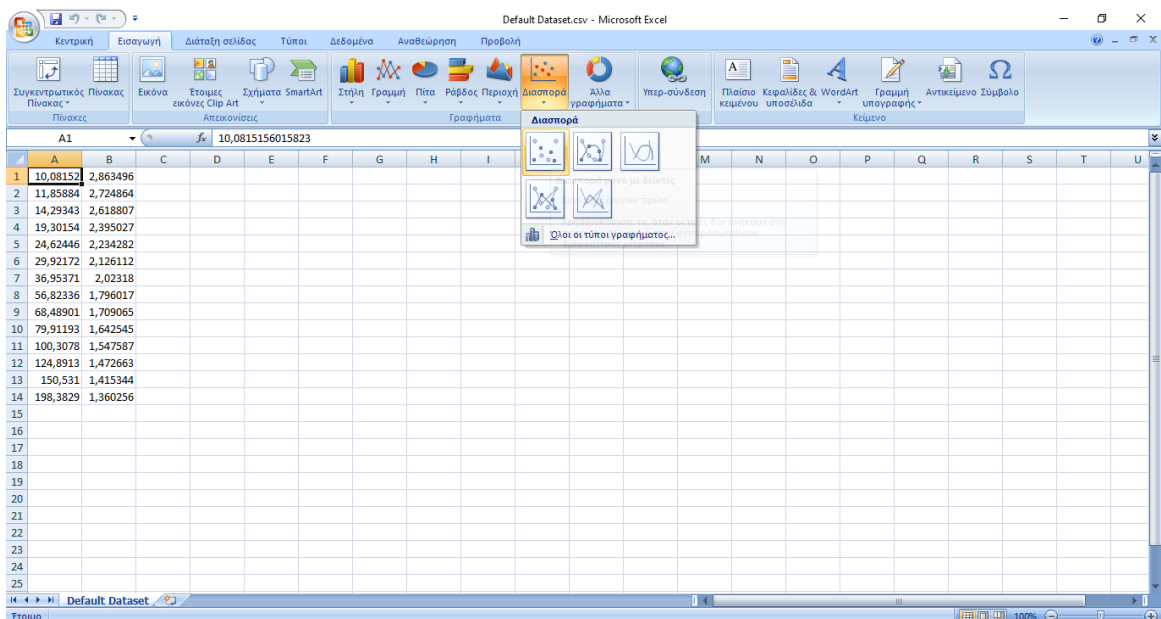 Default Dataset.csv - Microsoft Excel
Κεντρική Εισαγωγή Διάταξη σελίδας Τύποι Δεδομένα Αναθεώρηση Προβολή
Συγκεντρωτικός Πίνακας
Πίνακας
Εικόνα
Έτοιμες
εικόνες Clip Art
Σχήματα SmartArt
Στήλη Γραμμή Πίτα Ράβδος Περιοχή Διασπορά
Άλλα
γραφήματα
Υπερ-σύνδεση
Πλαίσιο
κειμένου
Κεφαλίδες &
υποσέλιδα
WordArt
Γραμμή
υπογραφής
Αντικείμενο Σύμβολο
Πίνακες Απεικονίσεις Γραφήματα Κείμενο
Διασπορά
Όλοι οι τύποι γραφήματος...
A1 fx 10,0815156015823
A B C D E F G H I M N O P Q R S T U
1 10,08152 2,863496
2 11,85884 2,724864
3 14,29343 2,618807
4 19,30154 2,395027
5 24,62446 2,234282
6 29,92172 2,126112
7 36,95371 2,02318
8 56,82336 1,796017
9 68,48901 1,709065
10 79,91193 1,642545
11 100,3078 1,547587
12 124,8913 1,472663
13 150,531 1,415344
14 198,3829 1,360256
15
16
17
18
19
20
21
22
23
24
25
Default Dataset
Έτοιμο 100%